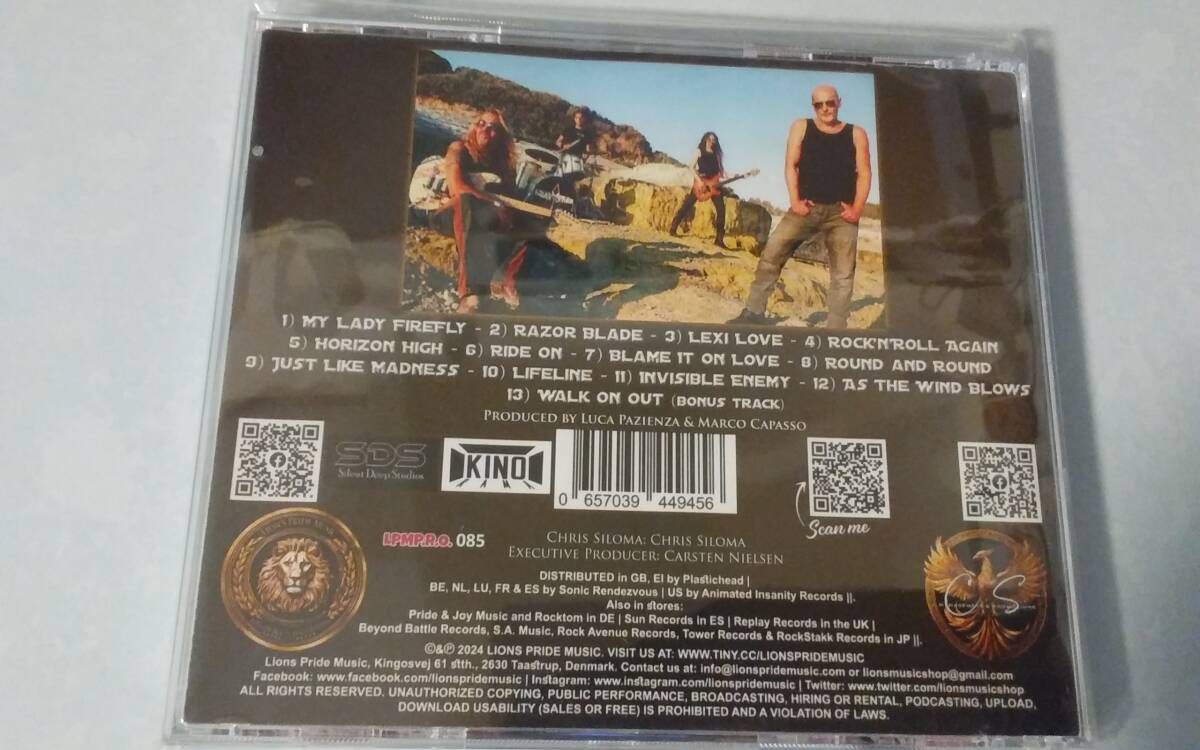 1) MY LADY FIREFLY - 2) RAZOR BLADE - 3) LEXI LOVE - 4) ROCK'N'ROLL AGAIN
5) HORIZON HIGH - 6) RIDE ON - 7) BLAME IT ON LOVE - 8) ROUND AND ROUND
9) JUST LIKE MADNESS - 10) LIFELINE - 11) INVISIBLE ENEMY - 12) AS THE WIND BLOWS
13) WALK ON OUT (BONUS TRACK)
PRODUCED BY LUCA PAZIENZA & MARCO CAPASSO
SDS
Silent Deep Studios
KINO
0 657039 449456
Scan me
LIONS PRIDE MUSIC
LPMP.R.O. 085
CHRIS SILOMA: CHRIS SILOMA
EXECUTIVE PRODUCER: CARSTEN NIELSEN
CS
DISTRIBUTED in GB, EI by Plastichead |
BE, NL, LU, FR & ES by Sonic Rendezvous | US by Animated Insanity Records ||.
Also in stores:
Pride & Joy Music and Rocktom in DE | Sun Records in ES | Replay Records in the UK |
Beyond Battle Records, S.A. Music, Rock Avenue Records, Tower Records & RockStakk Records in JP ||.
©&℗ 2024 LIONS PRIDE MUSIC. VISIT US AT: WWW.TINY.CC/LIONSPRIDEMUSIC
Lions Pride Music, Kingosvej 61 stth., 2630 Taastrup, Denmark. Contact us at: info@lionspridemusic.com or lionsmusicshop@gmail.com
Facebook: www.facebook.com/lionspridemusic | Instagram: www.instagram.com/lionspridemusic | Twitter: www.twitter.com/lionsmusicshop
ALL RIGHTS RESERVED. UNAUTHORIZED COPYING, PUBLIC PERFORMANCE, BROADCASTING, HIRING OR RENTAL, PODCASTING, UPLOAD,
DOWNLOAD USABILITY (SALES OR FREE) IS PROHIBITED AND A VIOLATION OF LAWS.